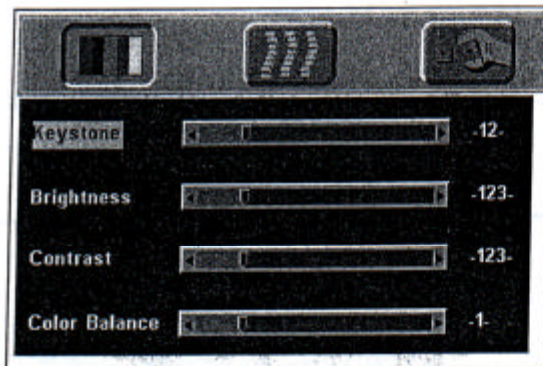 Keystone -12-
Brightness -123-
Contrast -123-
Color Balance -1-